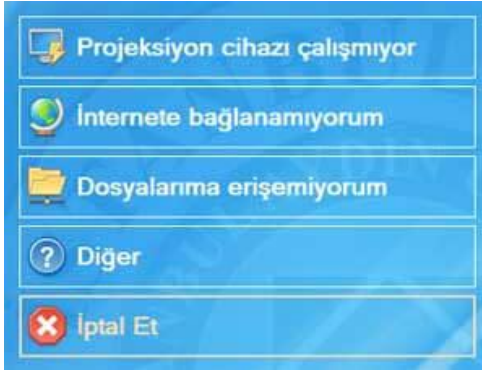 Projeksiyon cihazı çalışmıyor
İnternete bağlanamıyorum
Dosyalarıma erişemiyorum
? Diğer
İptal Et